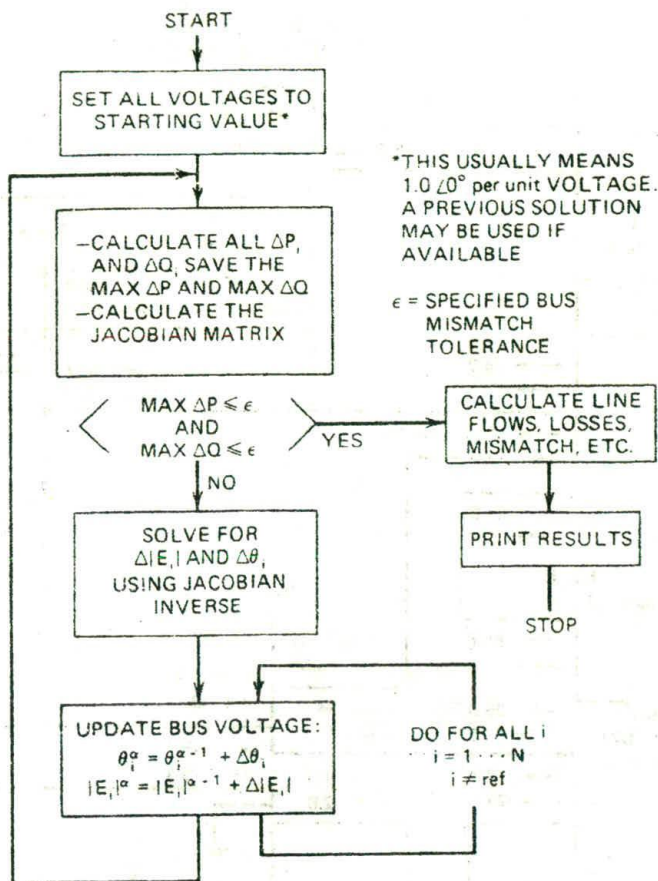 START
SET ALL VOLTAGES TO
STARTING VALUE*
*THIS USUALLY MEANS
1.0 ∠0° per unit VOLTAGE.
A PREVIOUS SOLUTION
MAY BE USED IF
AVAILABLE
–CALCULATE ALL ΔP,
AND ΔQ, SAVE THE
MAX ΔP AND MAX ΔQ
–CALCULATE THE
JACOBIAN MATRIX
ε = SPECIFIED BUS
MISMATCH
TOLERANCE
MAX ΔP ≤ ε
AND
MAX ΔQ ≤ ε
YES
NO
CALCULATE LINE
FLOWS, LOSSES,
MISMATCH, ETC.
PRINT RESULTS
STOP
SOLVE FOR
Δ|Eᵢ| AND Δθᵢ
USING JACOBIAN
INVERSE
UPDATE BUS VOLTAGE:
θᵢ^α = θᵢ^α-1 + Δθᵢ
|Eᵢ|^α = |Eᵢ|^α-1 + Δ|Eᵢ|
DO FOR ALL i
i = 1 ··· N
i ≠ ref